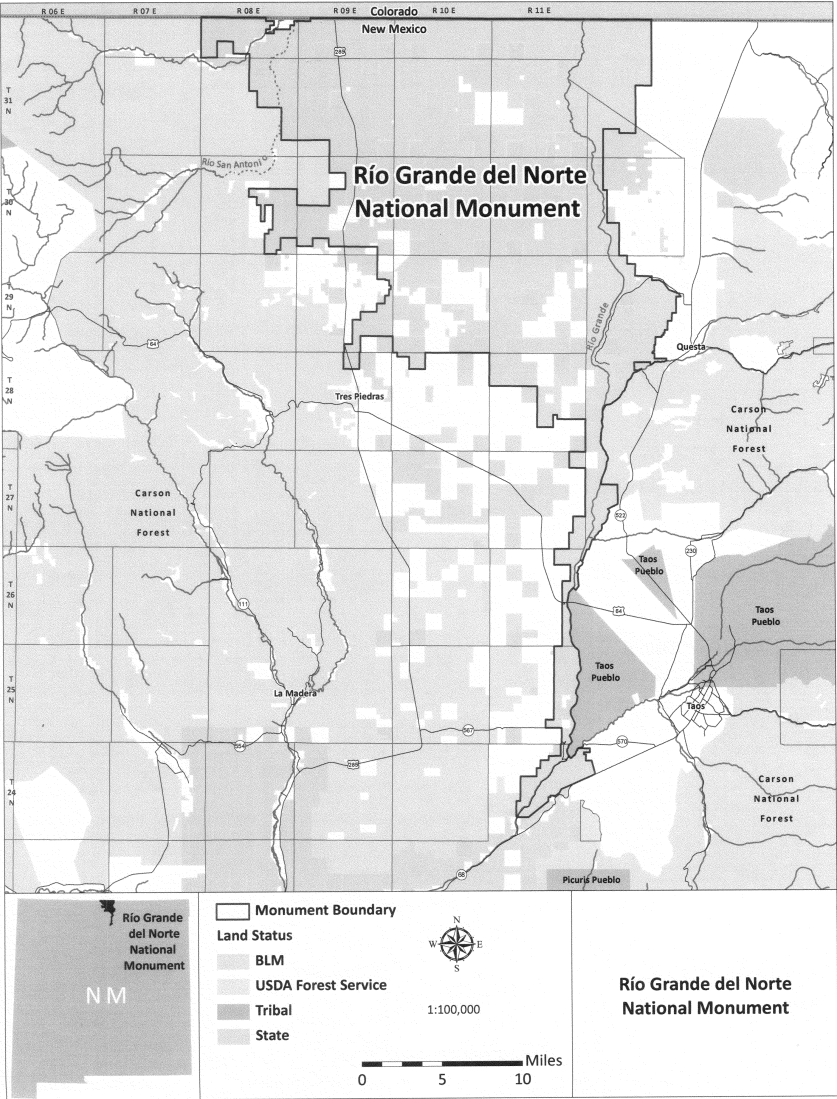 R 06 E
R 07 E
R 08 E
R 09 E
Colorado
R 10 E
R 11 E
New Mexico
285
T
31
N
Río San Antoni
Río Grande del Norte
National Monument
T
30
N
T
29
N
Río Grande
64
Questa
T
28
N
Tres Piedras
Carson
National
Forest
T
27
N
Carson
National
Forest
522
230
Taos
Pueblo
T
26
N
111
64
Taos
Pueblo
Taos
Pueblo
T
25
N
La Madera
Taos
567
570
554
285
T
24
N
Carson
National
Forest
68
Picuris Pueblo
Río Grande
del Norte
National
Monument
NM
Monument Boundary
Land Status
BLM
USDA Forest Service
Tribal
State
N
W
E
S
1:100,000
Miles
0
5
10
Río Grande del Norte
National Monument